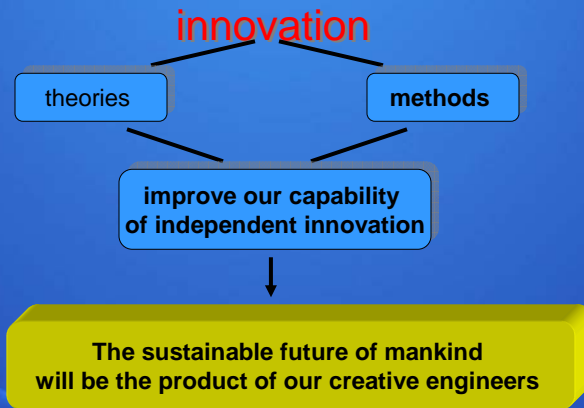 innovation
theories
methods
improve our capability
of independent innovation
The sustainable future of mankind
will be the product of our creative engineers